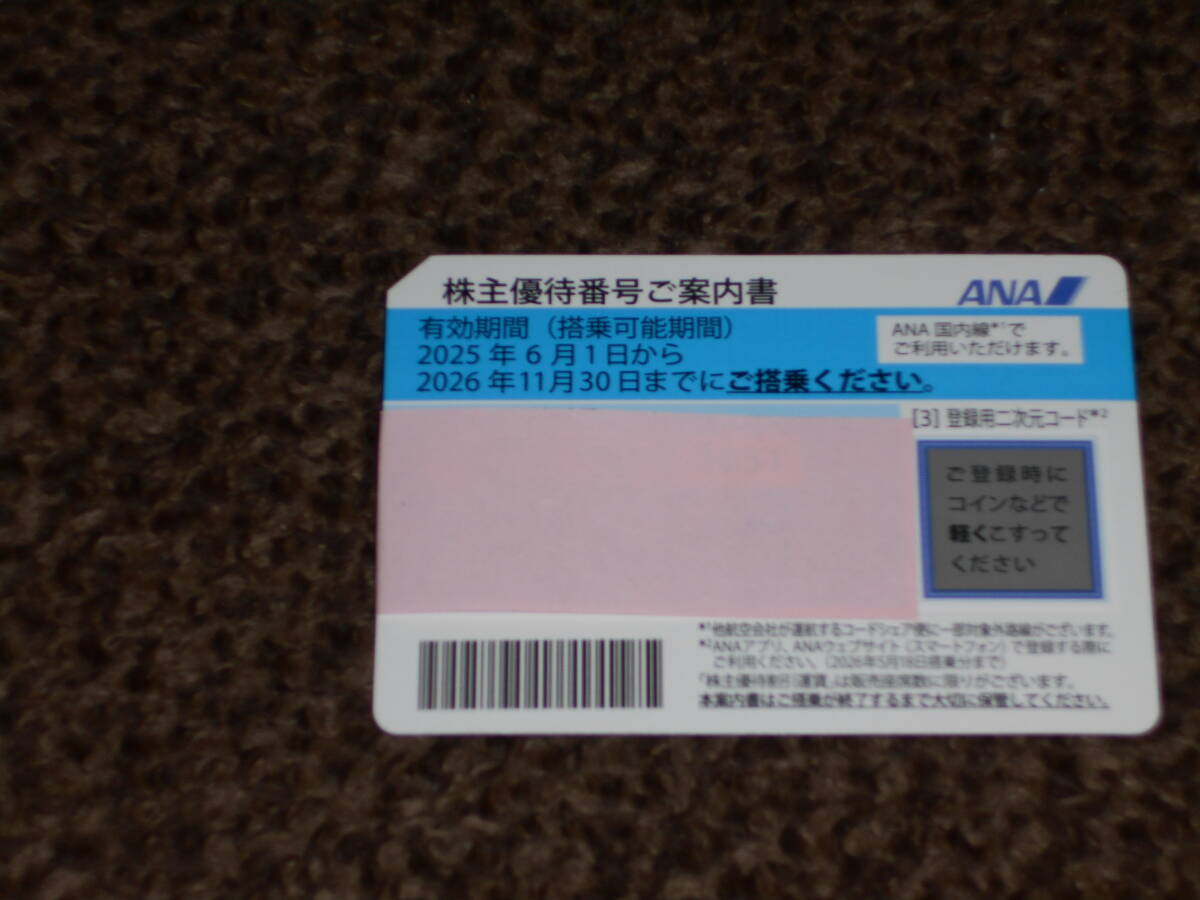 株主優待番号ご案内書
ANA
有効期間（搭乗可能期間）
2025年6月1日から
2026年11月30日までにご搭乗ください。
ANA国内線*1で
ご利用いただけます。
[3] 登録用二次元コード*2
ご登録時に
コインなどで
軽くこすって
ください
*1他航空会社が運航するコードシェア便に一部対象外路線がございます。
*2ANAアプリ、ANAウェブサイト（スマートフォン）で登録する際に
ご利用ください。（2026年5月18日搭乗分まで）
「株主優待割引運賃」は販売座席数に限りがございます。
本案内書はご搭乗が終了するまで大切に保管してください。